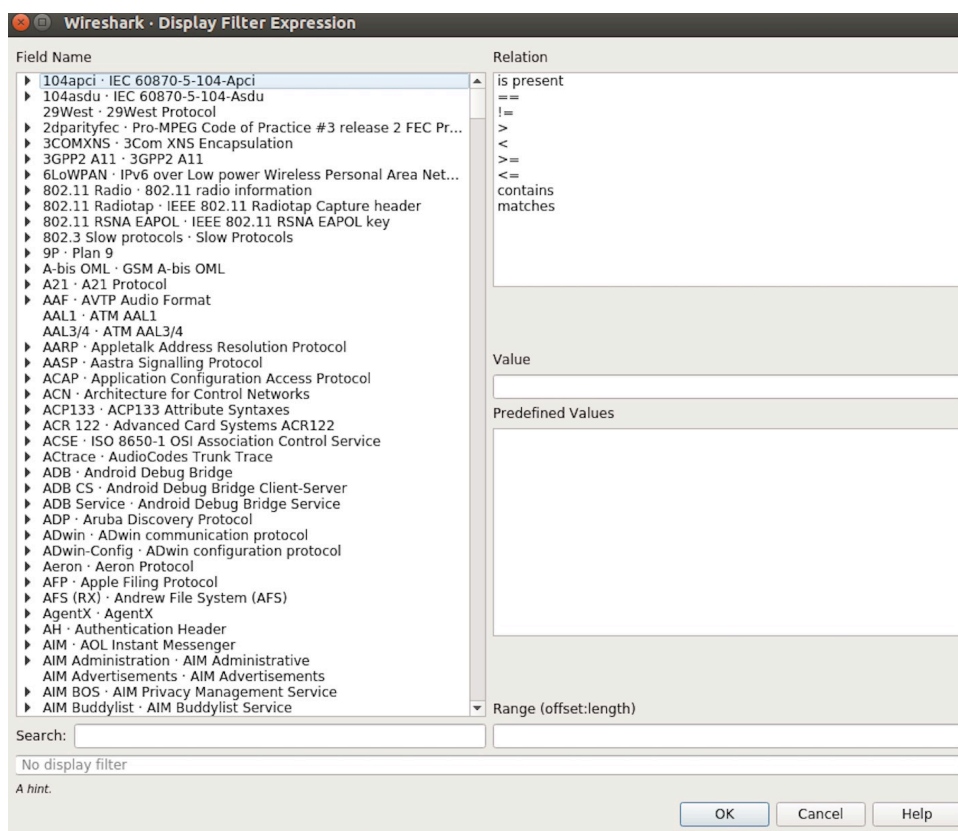 Wireshark · Display Filter Expression
Field Name
104apci · IEC 60870-5-104-Apci
104asdu · IEC 60870-5-104-Asdu
29West · 29West Protocol
2dparityfec · Pro-MPEG Code of Practice #3 release 2 FEC Pr...
3COMXNS · 3Com XNS Encapsulation
3GPP2 A11 · 3GPP2 A11
6LoWPAN · IPv6 over Low power Wireless Personal Area Net...
802.11 Radio · 802.11 radio information
802.11 Radiotap · IEEE 802.11 Radiotap Capture header
802.11 RSNA EAPOL · IEEE 802.11 RSNA EAPOL key
802.3 Slow protocols · Slow Protocols
9P · Plan 9
A-bis OML · GSM A-bis OML
A21 · A21 Protocol
AAF · AVTP Audio Format
AAL1 · ATM AAL1
AAL3/4 · ATM AAL3/4
AARP · Appletalk Address Resolution Protocol
AASP · Aastra Signalling Protocol
ACAP · Application Configuration Access Protocol
ACN · Architecture for Control Networks
ACP133 · ACP133 Attribute Syntaxes
ACR 122 · Advanced Card Systems ACR122
ACSE · ISO 8650-1 OSI Association Control Service
ACtrace · AudioCodes Trunk Trace
ADB · Android Debug Bridge
ADB CS · Android Debug Bridge Client-Server
ADB Service · Android Debug Bridge Service
ADP · Aruba Discovery Protocol
ADwin · ADwin communication protocol
ADwin-Config · ADwin configuration protocol
Aeron · Aeron Protocol
AFP · Apple Filing Protocol
AFS (RX) · Andrew File System (AFS)
AgentX · AgentX
AH · Authentication Header
AIM · AOL Instant Messenger
AIM Administration · AIM Administrative
AIM Advertisements · AIM Advertisements
AIM BOS · AIM Privacy Management Service
AIM Buddylist · AIM Buddylist Service
Search:
Relation
is present
==
!=
>
<
>=
<=
contains
matches
Value
Predefined Values
Range (offset:length)
No display filter
A hint.
OK
Cancel
Help